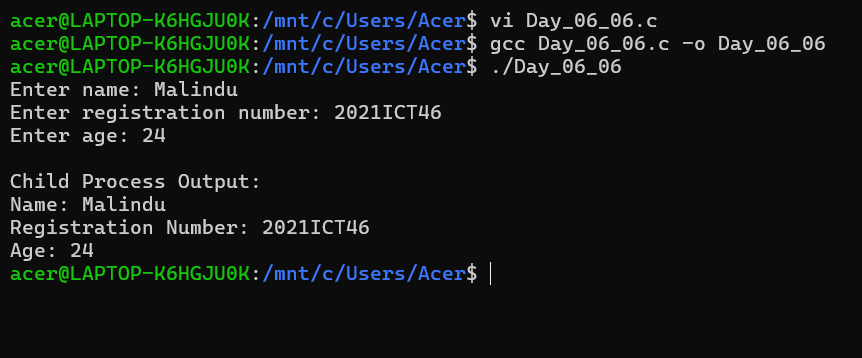 acer@LAPTOP-K6HGJU0K:/mnt/c/Users/Acer$ vi Day_06_06.c
acer@LAPTOP-K6HGJU0K:/mnt/c/Users/Acer$ gcc Day_06_06.c -o Day_06_06
acer@LAPTOP-K6HGJU0K:/mnt/c/Users/Acer$ ./Day_06_06
Enter name: Malindu
Enter registration number: 2021ICT46
Enter age: 24
Child Process Output:
Name: Malindu
Registration Number: 2021ICT46
Age: 24
acer@LAPTOP-K6HGJU0K:/mnt/c/Users/Acer$